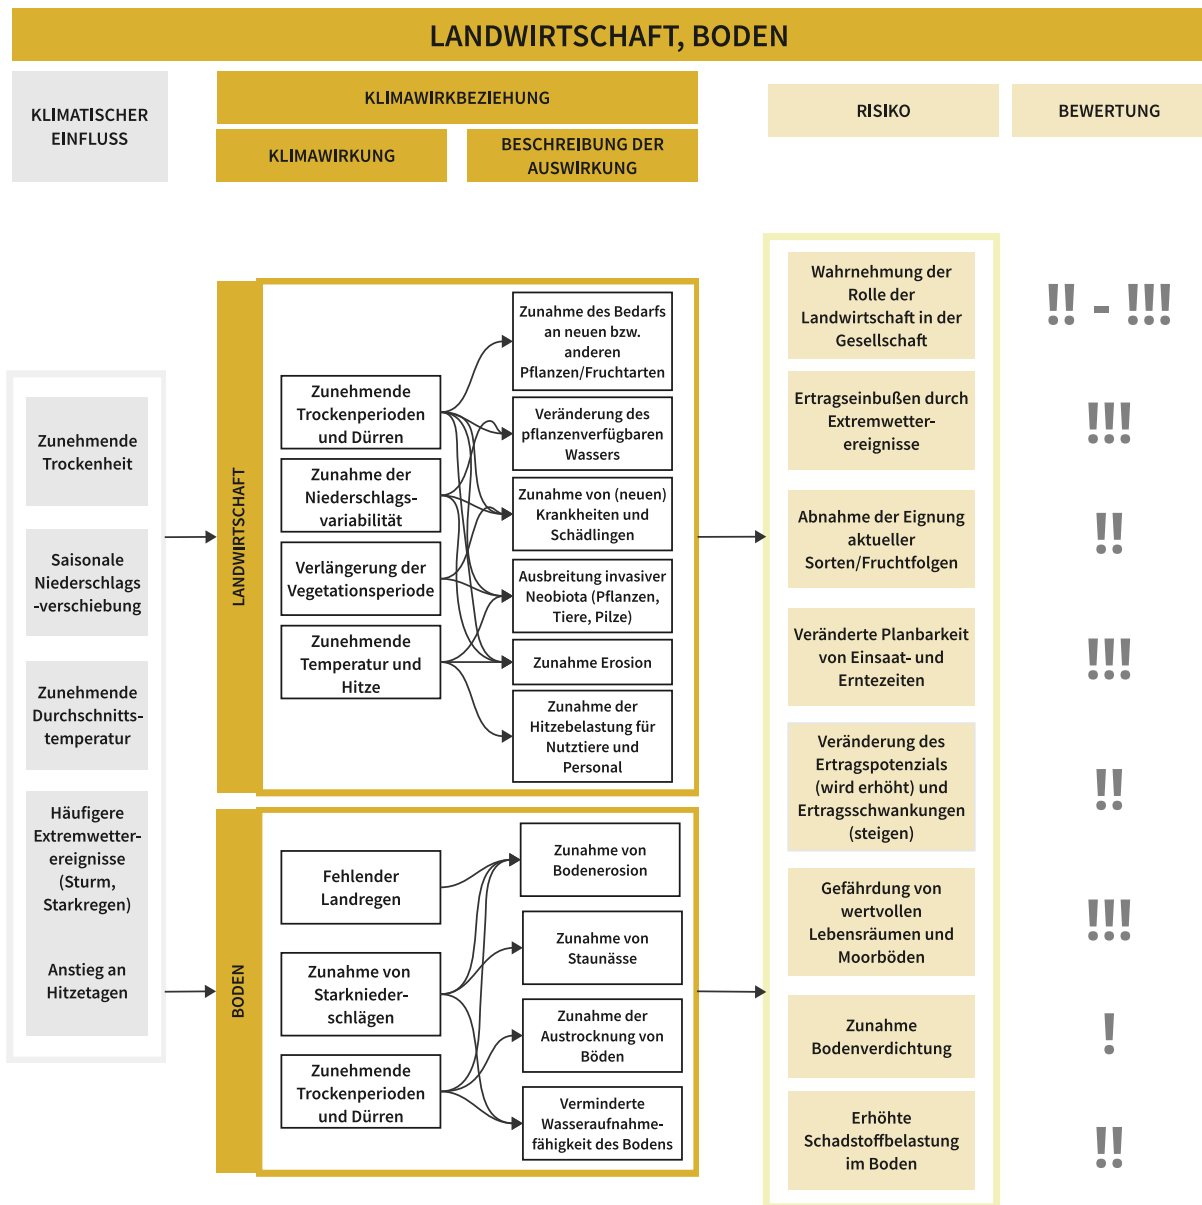 LANDWIRTSCHAFT, BODEN
KLIMATISCHER
EINFLUSS
KLIMAWIRKBEZIEHUNG
KLIMAWIRKUNG
BESCHREIBUNG DER
AUSWIRKUNG
RISIKO
BEWERTUNG
Zunehmende
Trockenheit
Saisonale
Niederschlags
-verschiebung
Zunehmende
Durchschnitts-
temperatur
Häufigere
Extremwetter-
ereignisse
(Sturm,
Starkregen)
Anstieg an
Hitzetagen
LANDWIRTSCHAFT
Zunehmende
Trockenperioden
und Dürren
Zunahme der
Niederschlags-
variabilität
Verlängerung der
Vegetationsperiode
Zunehmende
Temperatur und
Hitze
Zunahme des Bedarfs
an neuen bzw.
anderen
Pflanzen/Fruchtarten
Veränderung des
pflanzenverfügbaren
Wassers
Zunahme von (neuen)
Krankheiten und
Schädlingen
Ausbreitung invasiver
Neobiota (Pflanzen,
Tiere, Pilze)
Zunahme Erosion
Zunahme der
Hitzebelastung für
Nutztiere und
Personal
BODEN
Fehlender
Landregen
Zunahme von
Starknieder-
schlägen
Zunehmende
Trockenperioden
und Dürren
Zunahme von
Bodenerosion
Zunahme von
Staunässe
Zunahme der
Austrocknung von
Böden
Verminderte
Wasseraufnahme-
fähigkeit des Bodens
Wahrnehmung der
Rolle der
Landwirtschaft in der
Gesellschaft
!! - !!!
Ertragseinbußen durch
Extremwetter-
ereignisse
!!!
Abnahme der Eignung
aktueller
Sorten/Fruchtfolgen
!!
Veränderte Planbarkeit
von Einsaat- und
Erntezeiten
!!!
Veränderung des
Ertragspotenzials
(wird erhöht) und
Ertragsschwankungen
(steigen)
!!
Gefährdung von
wertvollen
Lebensräumen und
Moorböden
!!!
Zunahme
Bodenverdichtung
!
Erhöhte
Schadstoffbelastung
im Boden
!!